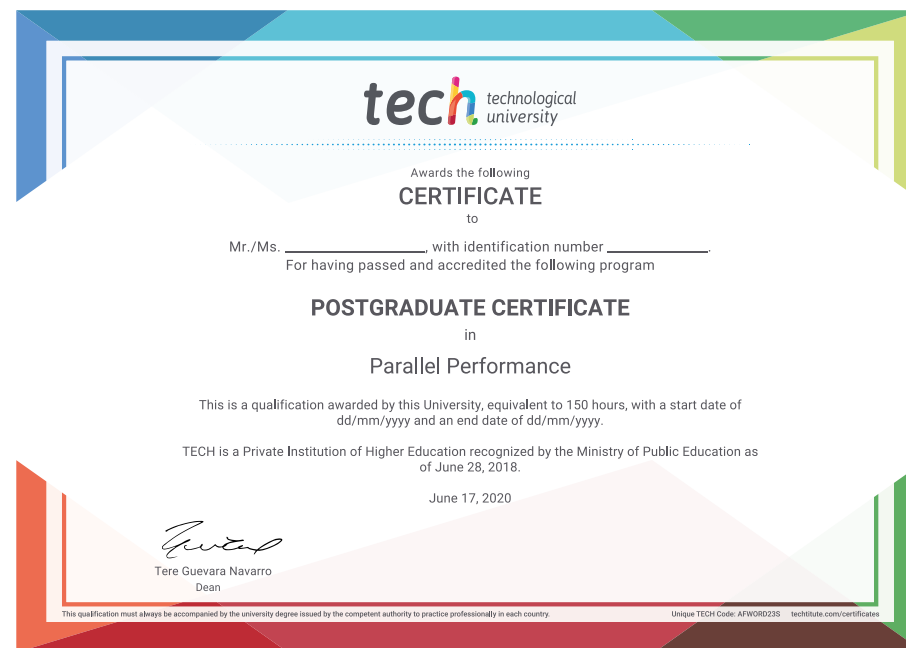 tech technological
university
Awards the following
CERTIFICATE
to
Mr./Ms. ____________________, with identification number ______________.
For having passed and accredited the following program
POSTGRADUATE CERTIFICATE
in
Parallel Performance
This is a qualification awarded by this University, equivalent to 150 hours, with a start date of
dd/mm/yyyy and an end date of dd/mm/yyyy.
TECH is a Private Institution of Higher Education recognized by the Ministry of Public Education as
of June 28, 2018.
June 17, 2020
Tere Guevara Navarro
Dean
This qualification must always be accompanied by the university degree issued by the competent authority to practice professionally in each country.
Unique TECH Code: AFWORD23S techtitute.com/certificates